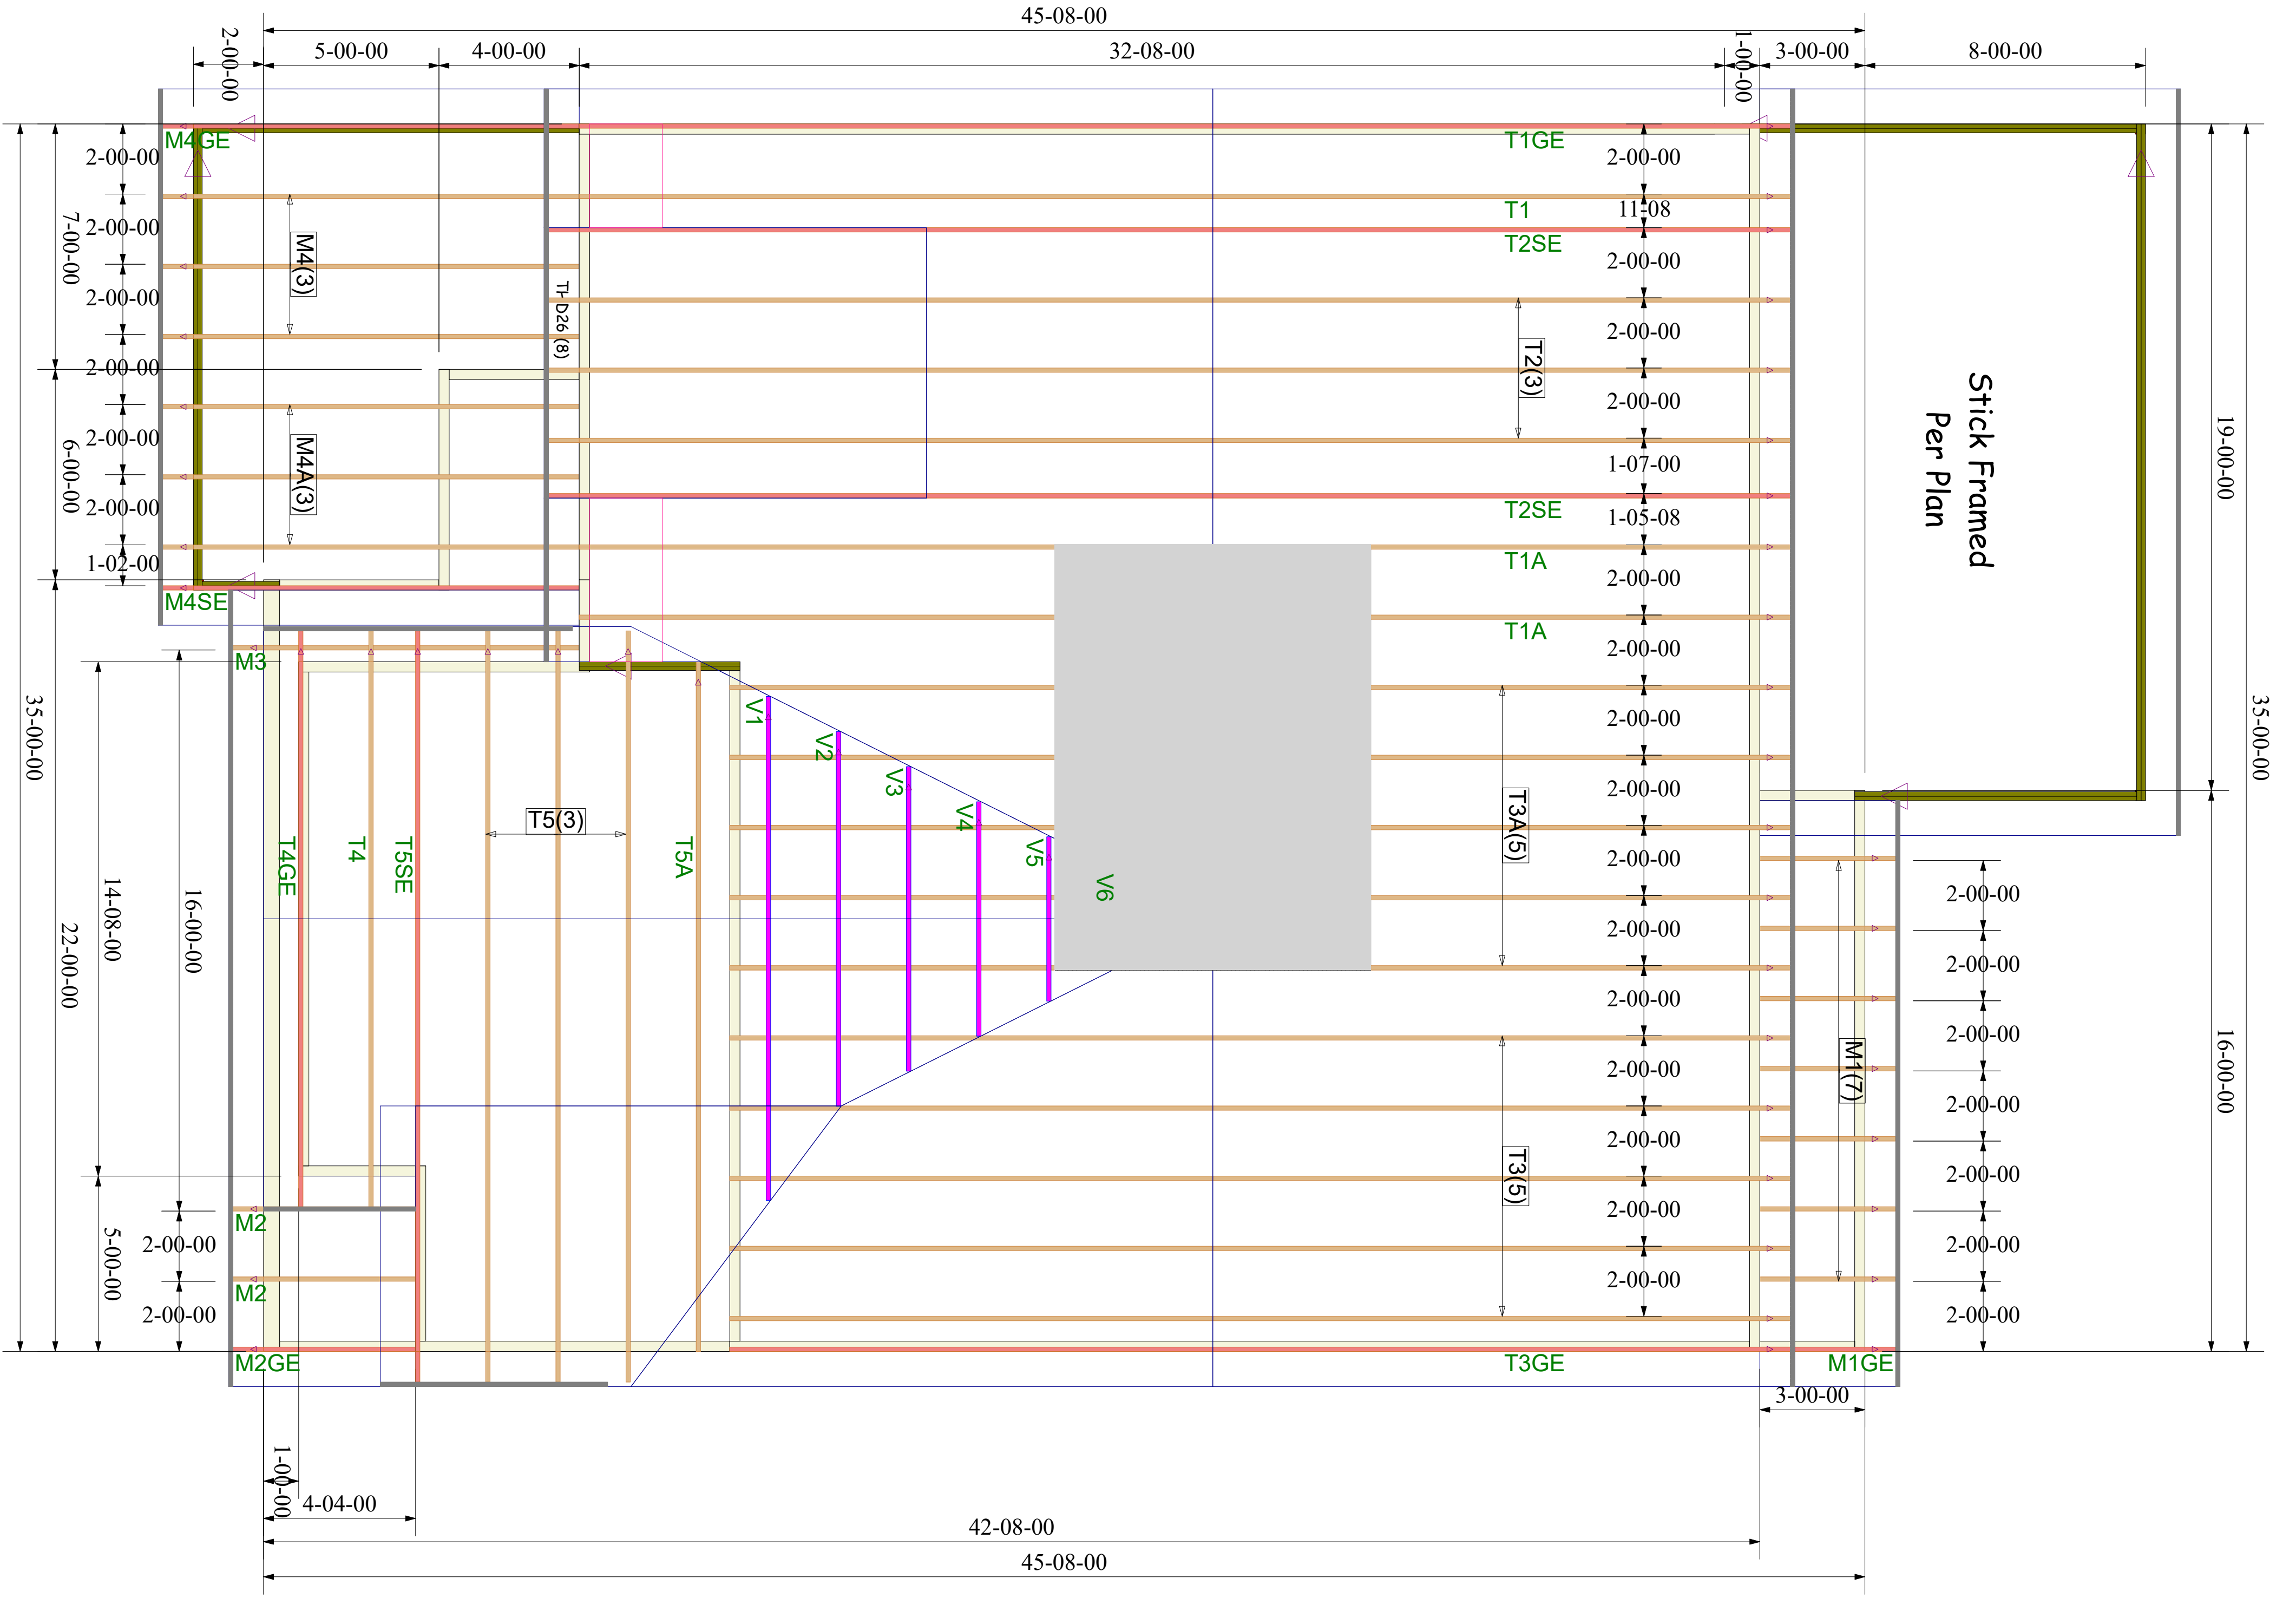 45-08-00
2-00-00
5-00-00
4-00-00
32-08-00
1-00-00
3-00-00
8-00-00
M4GE
T1GE
2-00-00
2-00-00
T1
11-08
2-00-00
7-00-00
T2SE
M4(3)
2-00-00
2-00-00
D26 (8)
2-00-00
T2(3)
2-00-00
2-00-00
Stick Framed
Per Plan
19-00-00
2-00-00
6-00-00
M4A(3)
1-07-00
2-00-00
T2SE
1-05-08
1-02-00
T1A
2-00-00
M4SE
T1A
M3
2-00-00
35-00-00
35-00-00
V1
V2
V3
V4
V5
V6
2-00-00
2-00-00
T3A(5)
T5(3)
T4GE
T4
T5SE
T5A
2-00-00
2-00-00
2-00-00
14-08-00
16-00-00
22-00-00
2-00-00
2-00-00
2-00-00
2-00-00
M1(7)
2-00-00
16-00-00
2-00-00
2-00-00
T3(5)
2-00-00
M2
2-00-00
2-00-00
2-00-00
5-00-00
M2
2-00-00
2-00-00
2-00-00
M2GE
T3GE
M1GE
3-00-00
1-00-00
4-04-00
42-08-00
45-08-00